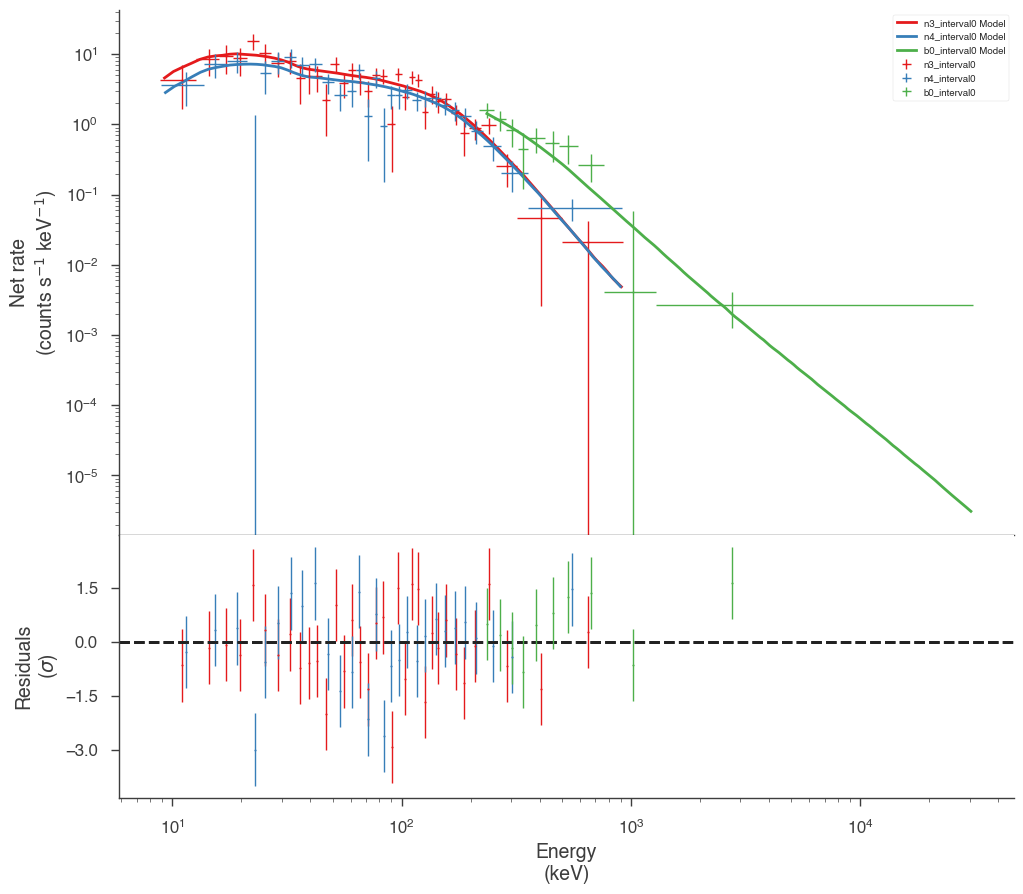 n3_interval0 Model
n4_interval0 Model
b0_interval0 Model
n3_interval0
n4_interval0
b0_interval0
Net rate
(counts s⁻¹ keV⁻¹)
10¹
10⁰
10⁻¹
10⁻²
10⁻³
10⁻⁴
10⁻⁵
Residuals
(σ)
1.5
0.0
−1.5
−3.0
10¹ 10² 10³ 10⁴
Energy
(keV)